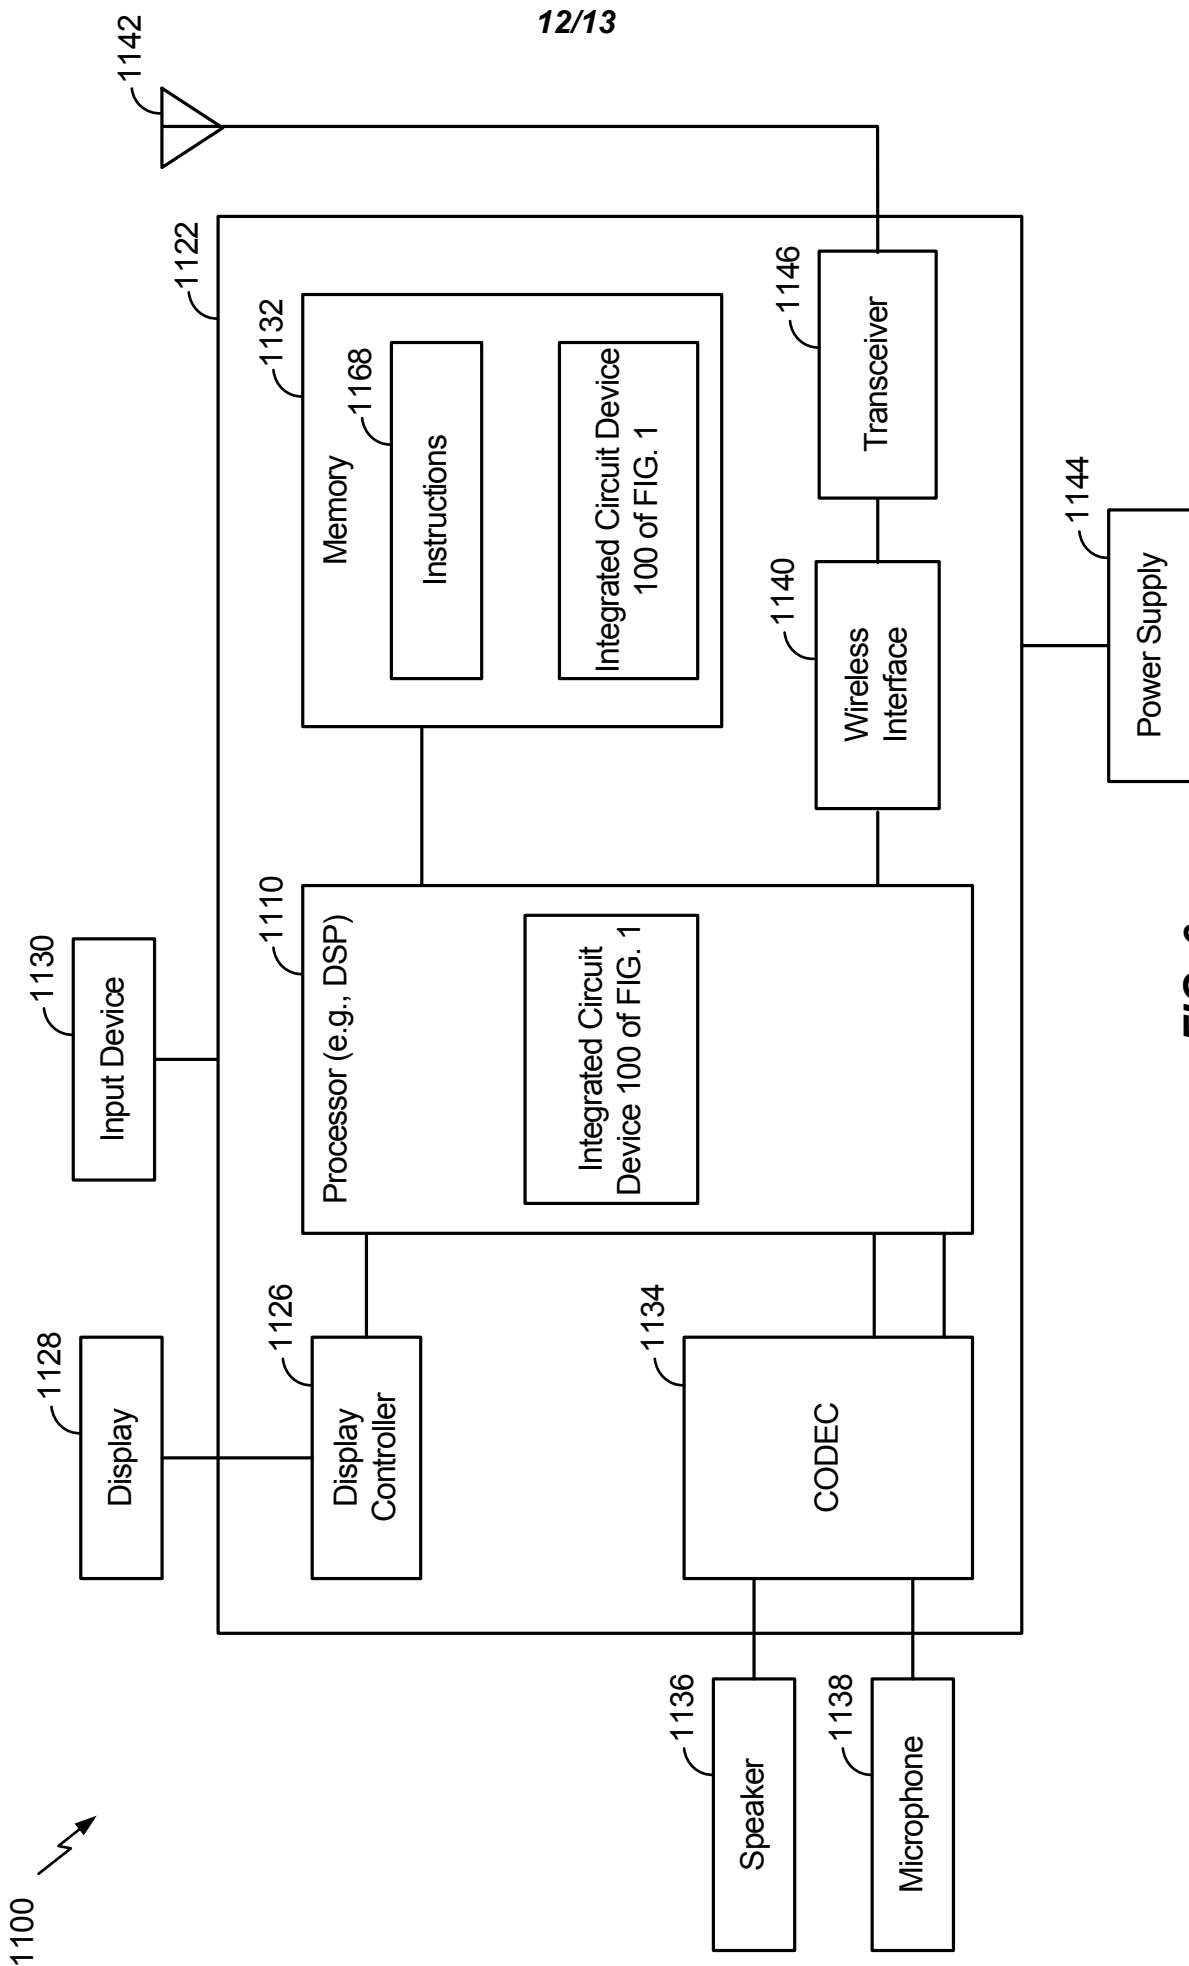 12/13
1100
1128
Display
1130
Input Device
1142
1122
1126
Display
Controller
1110
Processor (e.g., DSP)
Integrated Circuit
Device 100 of FIG. 1
1132
Memory
1168
Instructions
Integrated Circuit Device
100 of FIG. 1
1136
Speaker
1138
Microphone
1134
CODEC
1140
Wireless
Interface
1146
Transceiver
1144
Power Supply